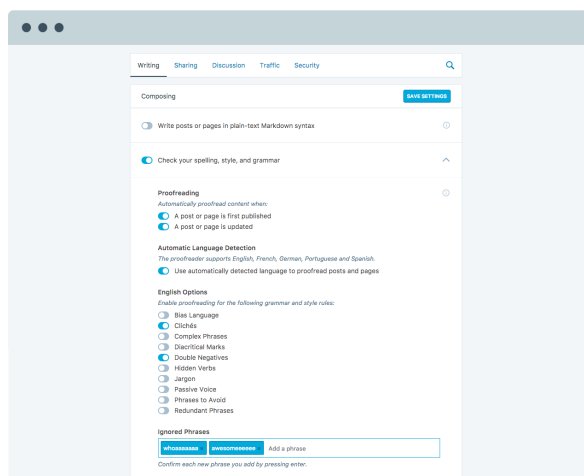 Writing Sharing Discussion Traffic Security
Composing SAVE SETTINGS
Write posts or pages in plain-text Markdown syntax
Check your spelling, style, and grammar
Proofreading
Automatically proofread content when:
A post or page is first published
A post or page is updated
Automatic Language Detection
The proofreader supports English, French, German, Portuguese and Spanish.
Use automatically detected language to proofread posts and pages
English Options
Enable proofreading for the following grammar and style rules:
Bias Language
Clichés
Complex Phrases
Diacritical Marks
Double Negatives
Hidden Verbs
Jargon
Passive Voice
Phrases to Avoid
Redundant Phrases
Ignored Phrases
Add a phrase
Confirm each new phrase you add by pressing enter.